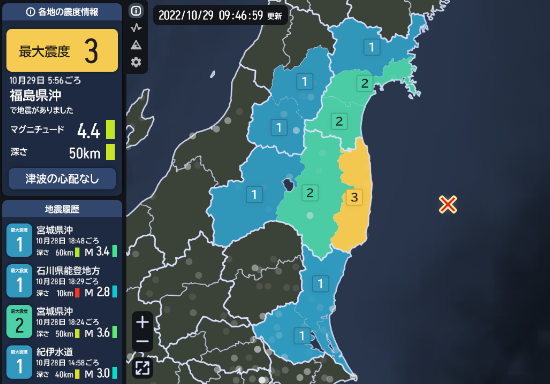 各地の震度情報
最大震度 3
10月29日 5:56ごろ
福島県沖
で地震がありました
マグニチュード 4.4
深さ 50km
津波の心配なし
地震履歴
最大震度
1
宮城県沖
10月28日 18:48ごろ
深さ 60km M 3.4
最大震度
1
石川県能登地方
10月28日 18:29ごろ
深さ 10km M 2.8
最大震度
2
宮城県沖
10月28日 18:24ごろ
深さ 50km M 3.6
最大震度
1
紀伊水道
10月28日 14:58ごろ
深さ 40km M 3.0
2022/10/29 09:46:59 更新
1
1
2
2
1
1
2
3
1
1